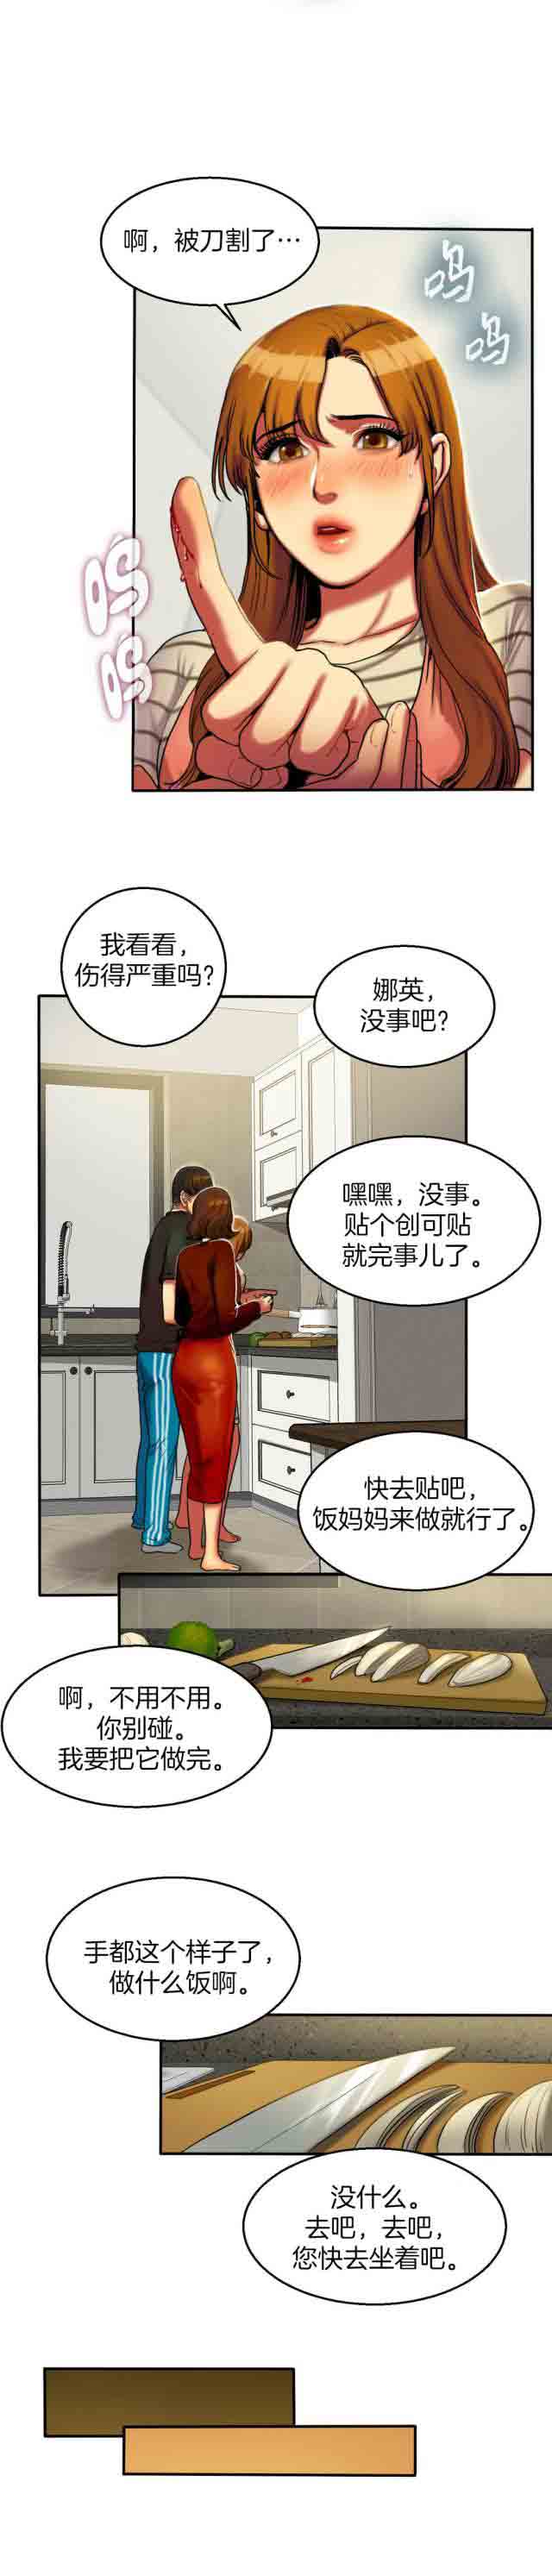 啊，被刀割了…
呜
呜
呜
呜
我看看，
伤得严重吗？
娜英，
没事吧？
嘿嘿，没事。
贴个创可贴
就完事儿了。
快去贴吧，
饭妈妈来做就行了。
啊，不用不用。
你别碰。
我要把它做完。
手都这个样子了，
做什么饭啊。
没什么。
去吧，去吧，
您快去坐着吧。